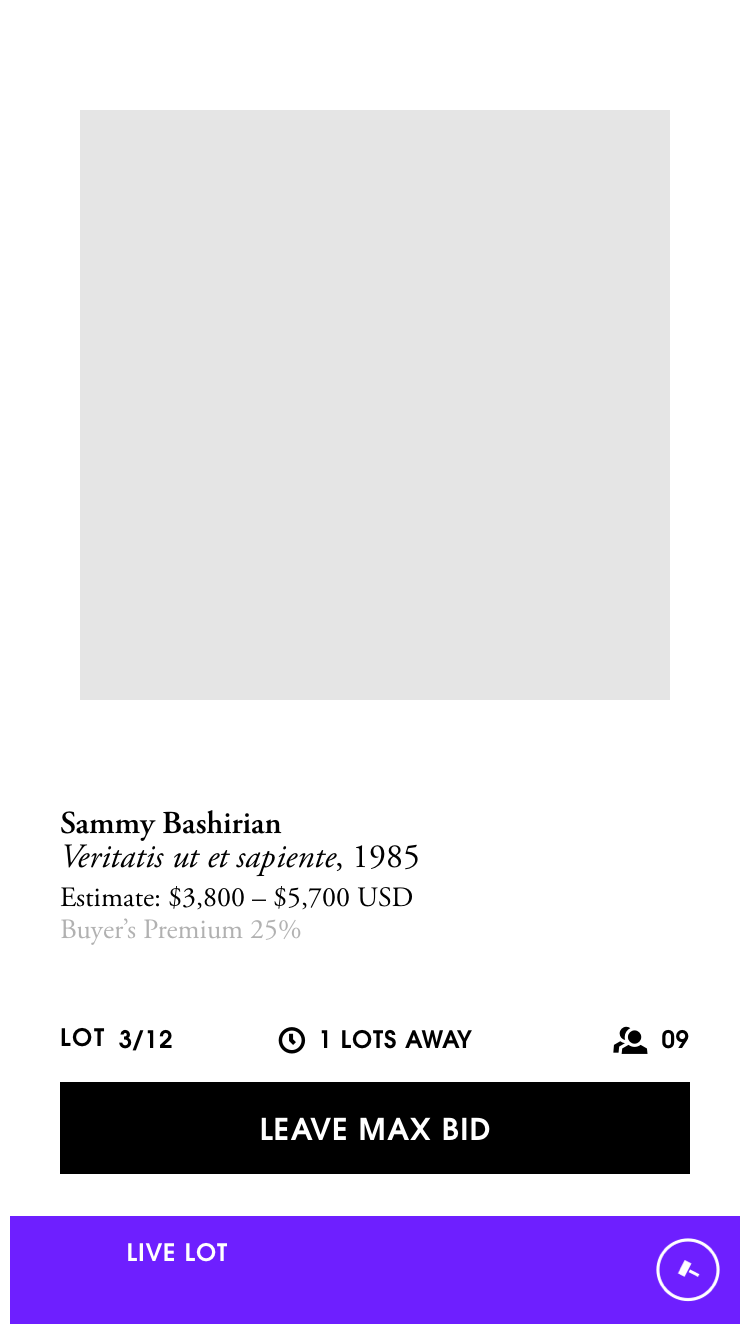 Sammy Bashirian
Veritatis ut et sapiente, 1985
Estimate: $3,800 – $5,700 USD
Buyer’s Premium 25%
LOT 3/12 1 LOTS AWAY 09
LEAVE MAX BID
LIVE LOT